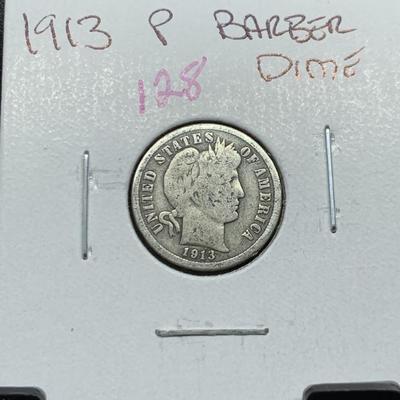 1913 P BARBER
DIME
128
UNITED STATES OF AMERICA
1913